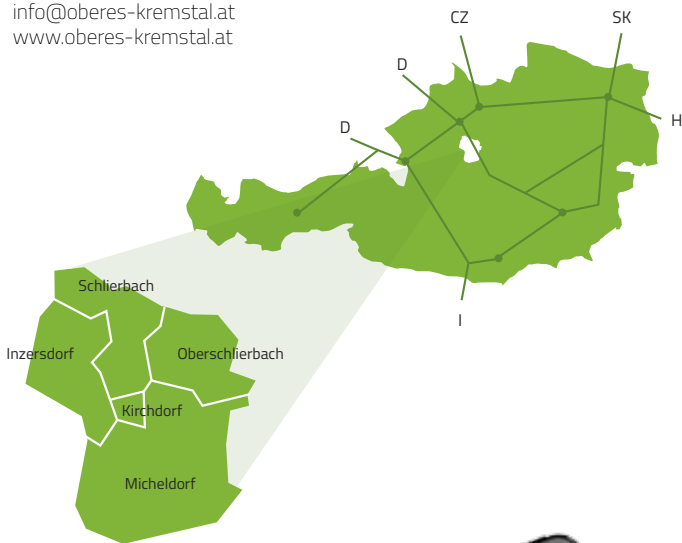 info@oberes-kremstal.at
www.oberes-kremstal.at
CZ
SK
D
H
D
I
Schlierbach
Inzersdorf
Oberschlierbach
Kirchdorf
Micheldorf